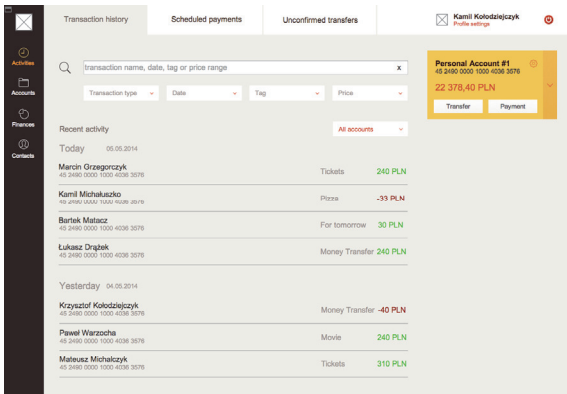 Transaction history
Scheduled payments
Unconfirmed transfers
Kamil Kołodziejczyk
Profile settings
Activities
Accounts
Finances
Contacts
transaction name, date, tag or price range x
Transaction type
Date
Tag
Price
Recent activity
All accounts
Today 05.05.2014
Marcin Grzegorczyk
45 2490 0000 1000 4036 3576
Tickets 240 PLN
Kamil Michałuszko
45 2490 0000 1000 4036 3576
Pizza -33 PLN
Bartek Matacz
45 2490 0000 1000 4036 3576
For tomorrow 30 PLN
Łukasz Drążek
45 2490 0000 1000 4036 3576
Money Transfer 240 PLN
Yesterday 04.05.2014
Krzysztof Kołodziejczyk
45 2490 0000 1000 4036 3576
Money Transfer -40 PLN
Paweł Warzocha
45 2490 0000 1000 4036 3576
Movie 240 PLN
Mateusz Michalczyk
45 2490 0000 1000 4036 3576
Tickets 310 PLN
Personal Account #1
45 2490 0000 1000 4036 3576
22 378,40 PLN
Transfer
Payment